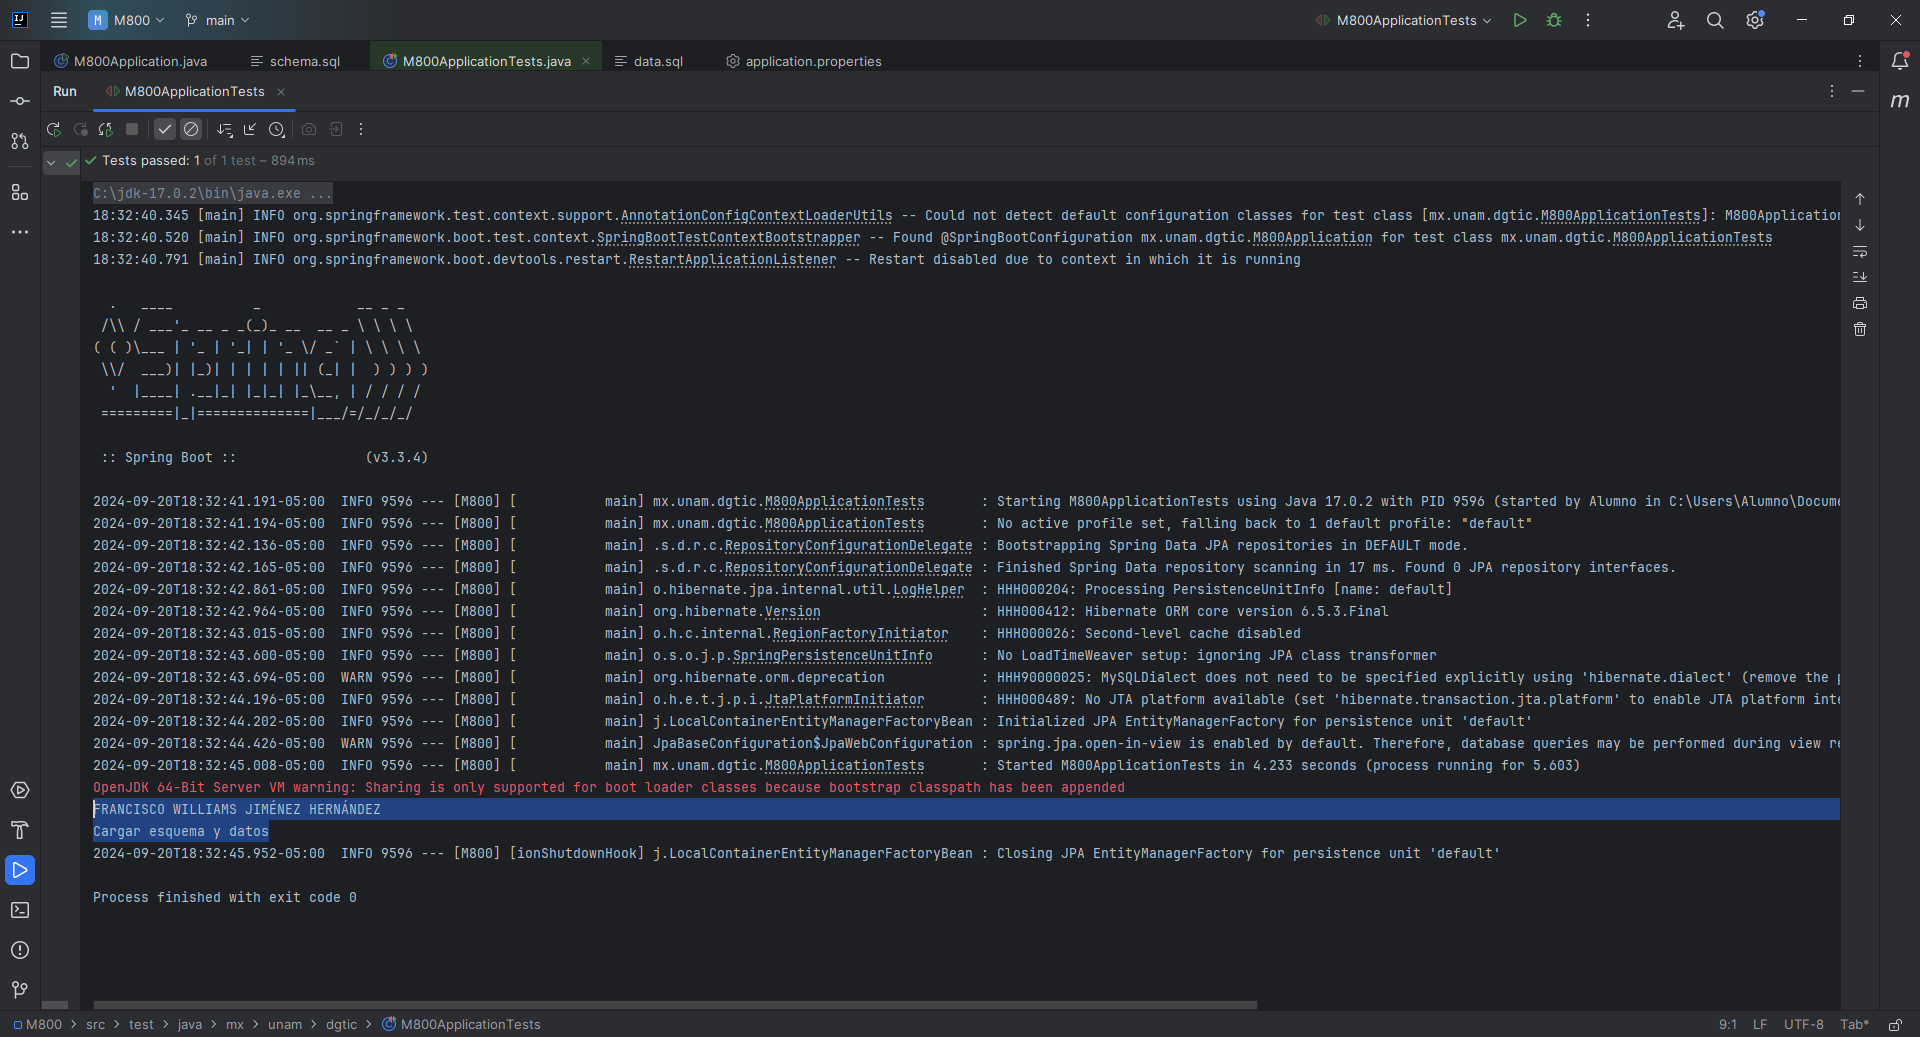 M M800 main M800ApplicationTests
M800Application.java schema.sql M800ApplicationTests.java data.sql application.properties
Run M800ApplicationTests
Tests passed: 1 of 1 test – 894 ms
C:\jdk-17.0.2\bin\java.exe ...
18:32:40.345 [main] INFO org.springframework.test.context.support.AnnotationConfigContextLoaderUtils -- Could not detect default configuration classes for test class [mx.unam.dgtic.M800ApplicationTests]: M800Application
18:32:40.520 [main] INFO org.springframework.boot.test.context.SpringBootTestContextBootstrapper -- Found @SpringBootConfiguration mx.unam.dgtic.M800Application for test class mx.unam.dgtic.M800ApplicationTests
18:32:40.791 [main] INFO org.springframework.boot.devtools.restart.RestartApplicationListener -- Restart disabled due to context in which it is running
  .   ____          _            __ _ _
 /\\ / ___'_ __ _ _(_)_ __  __ _ \ \ \ \
( ( )\___ | '_ | '_| | '_ \/ _` | \ \ \ \
 \\/  ___)| |_)| | | | | || (_| |  ) ) ) )
  '  |____| .__|_| |_|_| |_\__, | / / / /
 =========|_|==============|___/=/_/_/_/
 :: Spring Boot ::                (v3.3.4)
2024-09-20T18:32:41.191-05:00  INFO 9596 --- [M800] [           main] mx.unam.dgtic.M800ApplicationTests       : Starting M800ApplicationTests using Java 17.0.2 with PID 9596 (started by Alumno in C:\Users\Alumno\Docume
2024-09-20T18:32:41.194-05:00  INFO 9596 --- [M800] [           main] mx.unam.dgtic.M800ApplicationTests       : No active profile set, falling back to 1 default profile: "default"
2024-09-20T18:32:42.136-05:00  INFO 9596 --- [M800] [           main] .s.d.r.c.RepositoryConfigurationDelegate : Bootstrapping Spring Data JPA repositories in DEFAULT mode.
2024-09-20T18:32:42.165-05:00  INFO 9596 --- [M800] [           main] .s.d.r.c.RepositoryConfigurationDelegate : Finished Spring Data repository scanning in 17 ms. Found 0 JPA repository interfaces.
2024-09-20T18:32:42.861-05:00  INFO 9596 --- [M800] [           main] o.hibernate.jpa.internal.util.LogHelper  : HHH000204: Processing PersistenceUnitInfo [name: default]
2024-09-20T18:32:42.964-05:00  INFO 9596 --- [M800] [           main] org.hibernate.Version                    : HHH000412: Hibernate ORM core version 6.5.3.Final
2024-09-20T18:32:43.015-05:00  INFO 9596 --- [M800] [           main] o.h.c.internal.RegionFactoryInitiator    : HHH000026: Second-level cache disabled
2024-09-20T18:32:43.600-05:00  INFO 9596 --- [M800] [           main] o.s.o.j.p.SpringPersistenceUnitInfo      : No LoadTimeWeaver setup: ignoring JPA class transformer
2024-09-20T18:32:43.694-05:00  WARN 9596 --- [M800] [           main] org.hibernate.orm.deprecation            : HHH90000025: MySQLDialect does not need to be specified explicitly using 'hibernate.dialect' (remove the p
2024-09-20T18:32:44.196-05:00  INFO 9596 --- [M800] [           main] o.h.e.t.j.p.i.JtaPlatformInitiator       : HHH000489: No JTA platform available (set 'hibernate.transaction.jta.platform' to enable JTA platform inte
2024-09-20T18:32:44.202-05:00  INFO 9596 --- [M800] [           main] j.LocalContainerEntityManagerFactoryBean : Initialized JPA EntityManagerFactory for persistence unit 'default'
2024-09-20T18:32:44.426-05:00  WARN 9596 --- [M800] [           main] JpaBaseConfiguration$JpaWebConfiguration : spring.jpa.open-in-view is enabled by default. Therefore, database queries may be performed during view re
2024-09-20T18:32:45.008-05:00  INFO 9596 --- [M800] [           main] mx.unam.dgtic.M800ApplicationTests       : Started M800ApplicationTests in 4.233 seconds (process running for 5.603)
OpenJDK 64-Bit Server VM warning: Sharing is only supported for boot loader classes because bootstrap classpath has been appended
FRANCISCO WILLIAMS JIMÉNEZ HERNÁNDEZ
Cargar esquema y datos
2024-09-20T18:32:45.952-05:00  INFO 9596 --- [M800] [ionShutdownHook] j.LocalContainerEntityManagerFactoryBean : Closing JPA EntityManagerFactory for persistence unit 'default'
Process finished with exit code 0
M800 > src > test > java > mx > unam > dgtic > M800ApplicationTests 9:1 LF UTF-8 Tab*